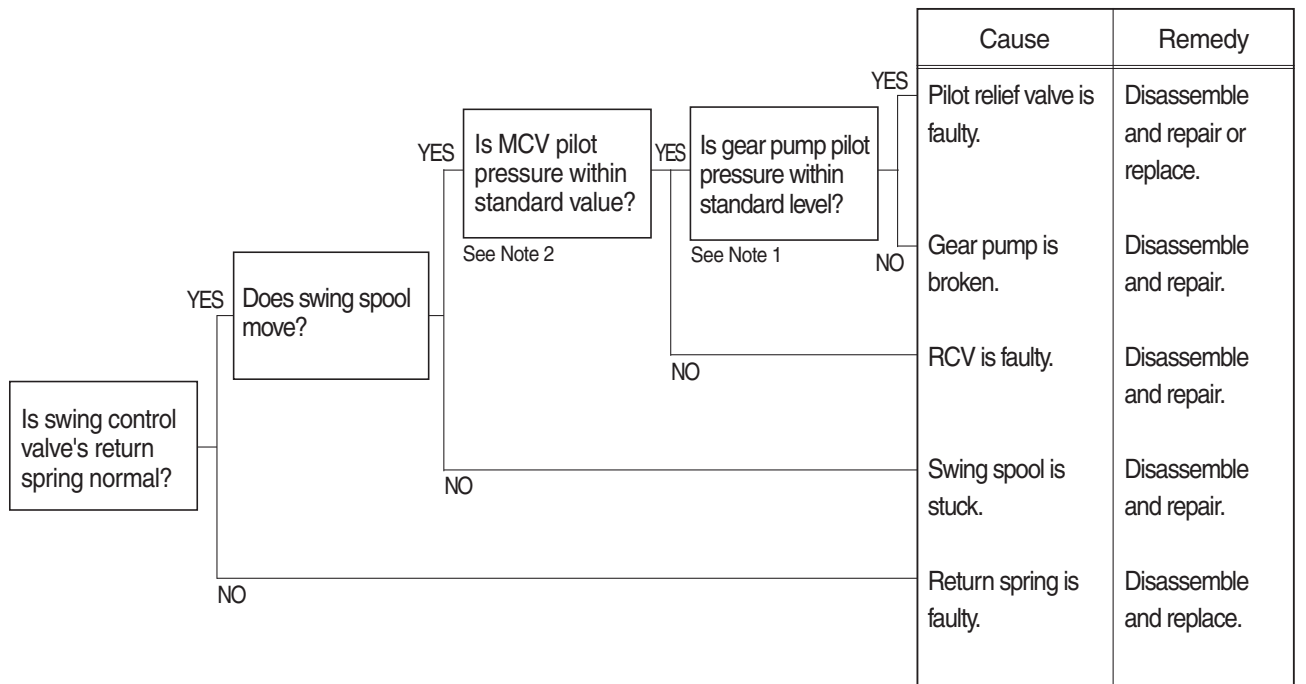 Cause
Remedy
YES
Pilot relief valve is
faulty.
Disassemble
and repair or
replace.
YES
Is MCV pilot
pressure within
standard value?
See Note 2
YES
Is gear pump pilot
pressure within
standard level?
See Note 1
NO
Gear pump is
broken.
Disassemble
and repair.
YES
Does swing spool
move?
NO
RCV is faulty.
Disassemble
and repair.
Is swing control
valve's return
spring normal?
NO
Swing spool is
stuck.
Disassemble
and repair.
NO
Return spring is
faulty.
Disassemble
and replace.